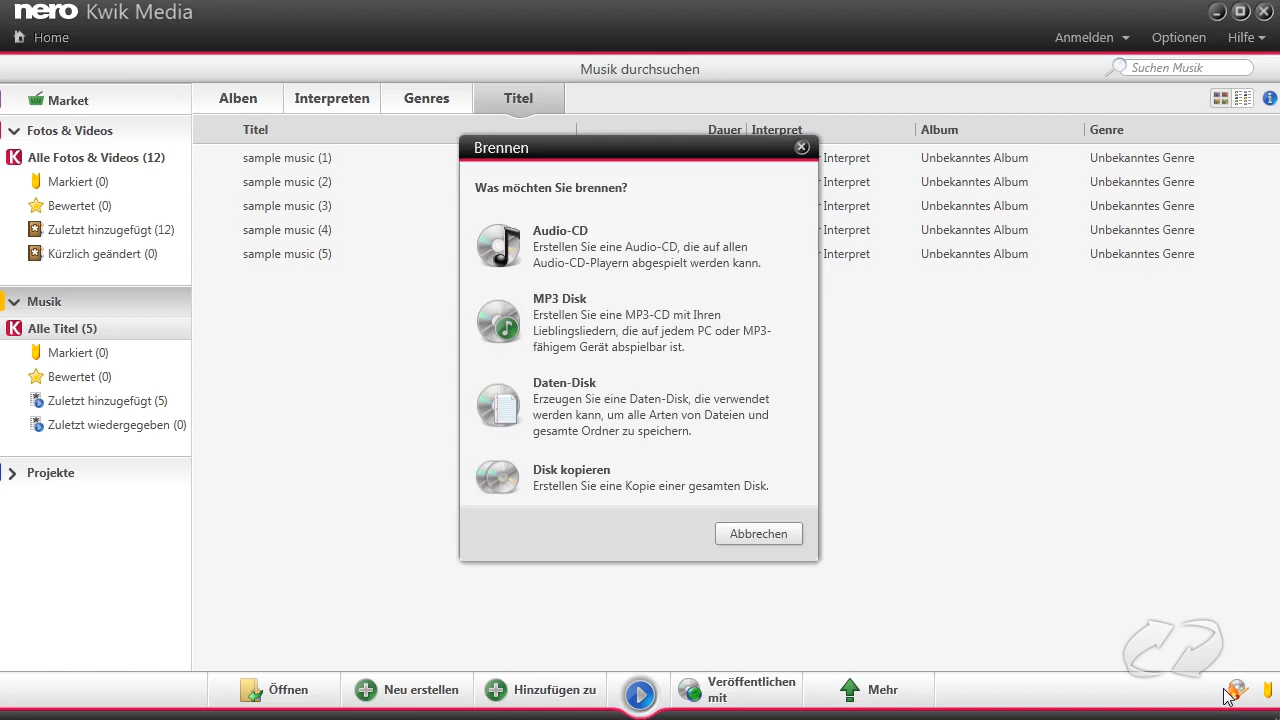 nero Kwik Media
Home
Anmelden
Optionen
Hilfe
Musik durchsuchen
Suchen Musik
Market
Fotos & Videos
Alle Fotos & Videos (12)
Markiert (0)
Bewertet (0)
Zuletzt hinzugefügt (12)
Kürzlich geändert (0)
Musik
Alle Titel (5)
Markiert (0)
Bewertet (0)
Zuletzt hinzugefügt (5)
Zuletzt wiedergegeben (0)
Projekte
Alben
Interpreten
Genres
Titel
Titel
Dauer
Interpret
Album
Genre
sample music (1)
Interpret
Unbekanntes Album
Unbekanntes Genre
sample music (2)
Interpret
Unbekanntes Album
Unbekanntes Genre
sample music (3)
Interpret
Unbekanntes Album
Unbekanntes Genre
sample music (4)
Interpret
Unbekanntes Album
Unbekanntes Genre
sample music (5)
Interpret
Unbekanntes Album
Unbekanntes Genre
Brennen
Was möchten Sie brennen?
Audio-CD
Erstellen Sie eine Audio-CD, die auf allen
Audio-CD-Playern abgespielt werden kann.
MP3 Disk
Erstellen Sie eine MP3-CD mit Ihren
Lieblingsliedern, die auf jedem PC oder MP3-
fähigem Gerät abspielbar ist.
Daten-Disk
Erzeugen Sie eine Daten-Disk, die verwendet
werden kann, um alle Arten von Dateien und
gesamte Ordner zu speichern.
Disk kopieren
Erstellen Sie eine Kopie einer gesamten Disk.
Abbrechen
Öffnen
Neu erstellen
Hinzufügen zu
Veröffentlichen
mit
Mehr